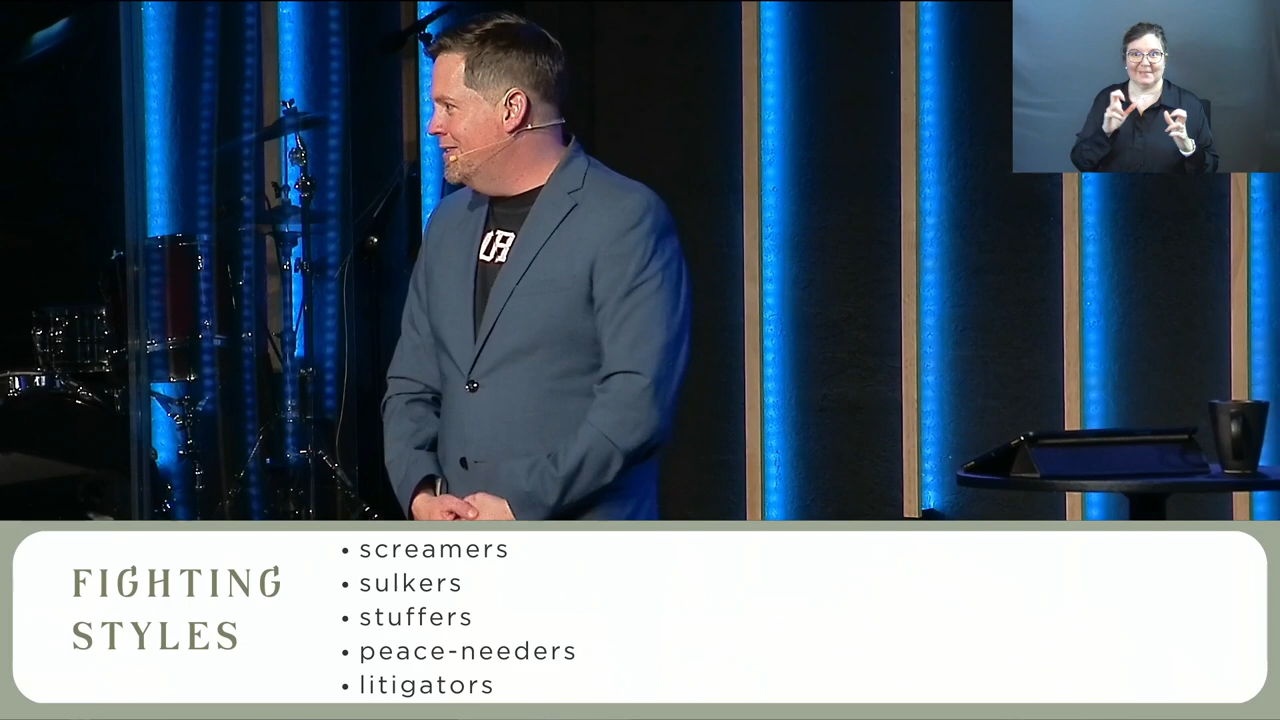 FIGHTING
STYLES
• screamers
• sulkers
• stuffers
• peace-needers
• litigators